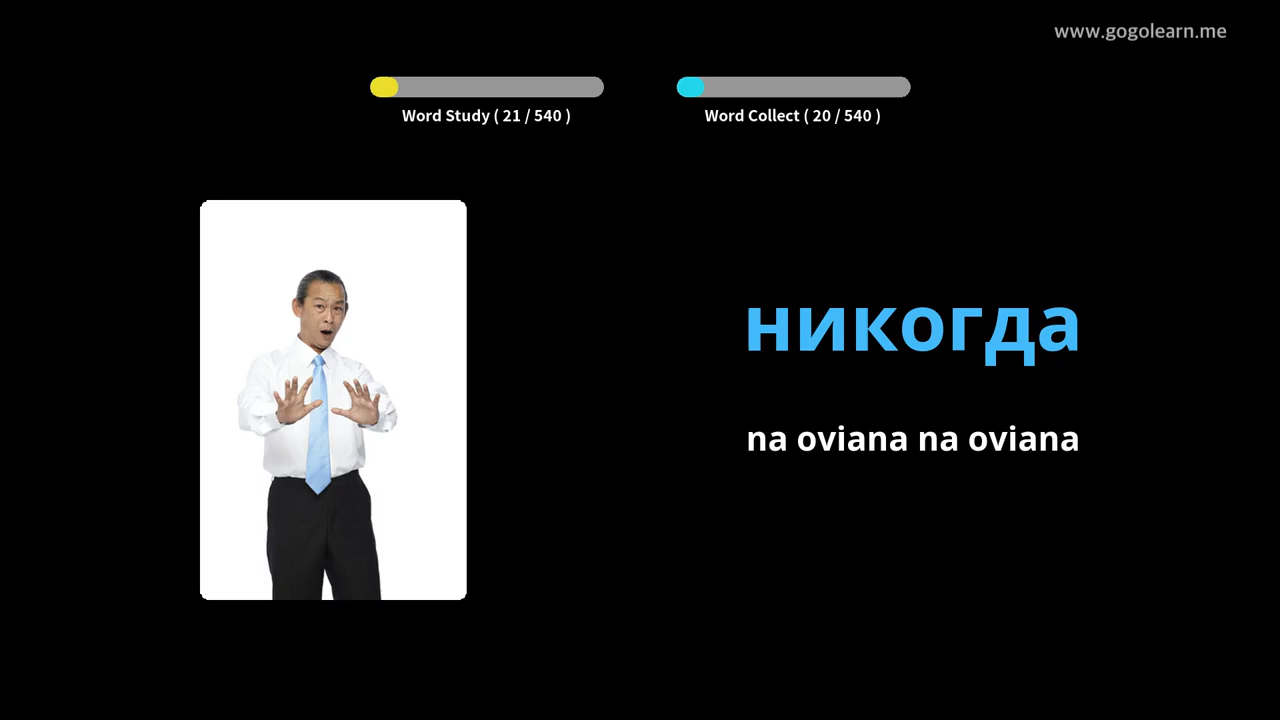 www.gogolearn.me
Word Study ( 21 / 540 )
Word Collect ( 20 / 540 )
никогда
na oviana na oviana